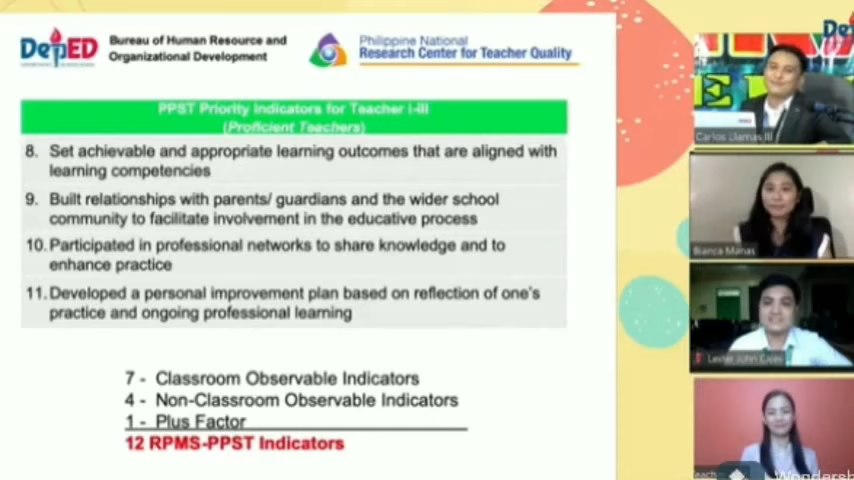 DepED
Bureau of Human Resource and
Organizational Development
Philippine National
Research Center for Teacher Quality
PPST Priority Indicators for Teacher I-III
(Proficient Teachers)
8. Set achievable and appropriate learning outcomes that are aligned with
learning competencies
9. Built relationships with parents/ guardians and the wider school
community to facilitate involvement in the educative process
10. Participated in professional networks to share knowledge and to
enhance practice
11. Developed a personal improvement plan based on reflection of one's
practice and ongoing professional learning
7 - Classroom Observable Indicators
4 - Non-Classroom Observable Indicators
1 - Plus Factor
12 RPMS-PPST Indicators
Carlos Llamas III
Bianca Manas
Lester John
Teacher